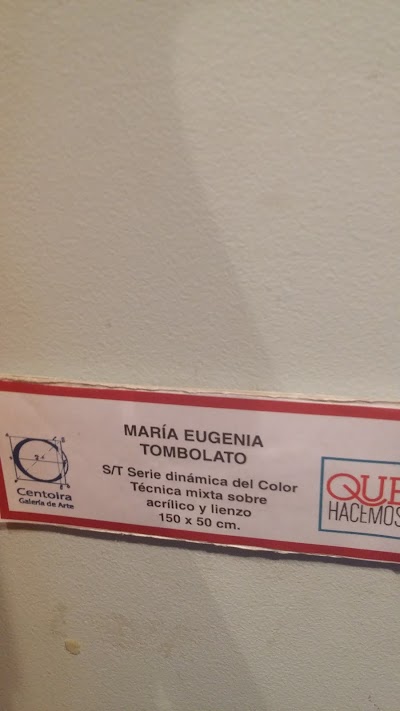 MARÍA EUGENIA
TOMBOLATO
S/T Serie dinámica del Color
Técnica mixta sobre
acrílico y lienzo
150 x 50 cm.
Centoira
Galería de Arte
QUE
HACEMOS